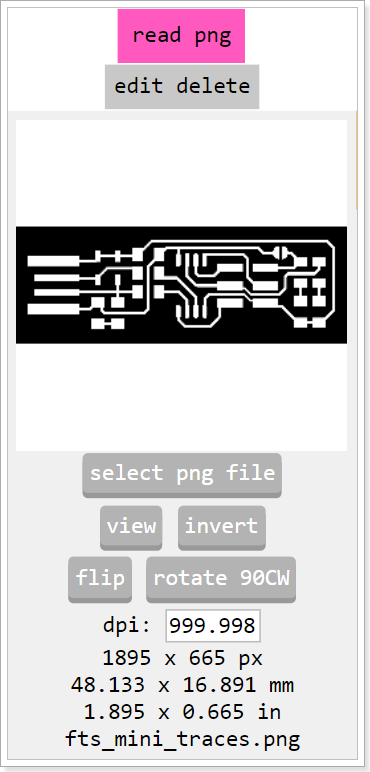 read png
edit delete
select png file
view invert
flip rotate 90CW
dpi: 999.998
1895 x 665 px
48.133 x 16.891 mm
1.895 x 0.665 in
fts_mini_traces.png